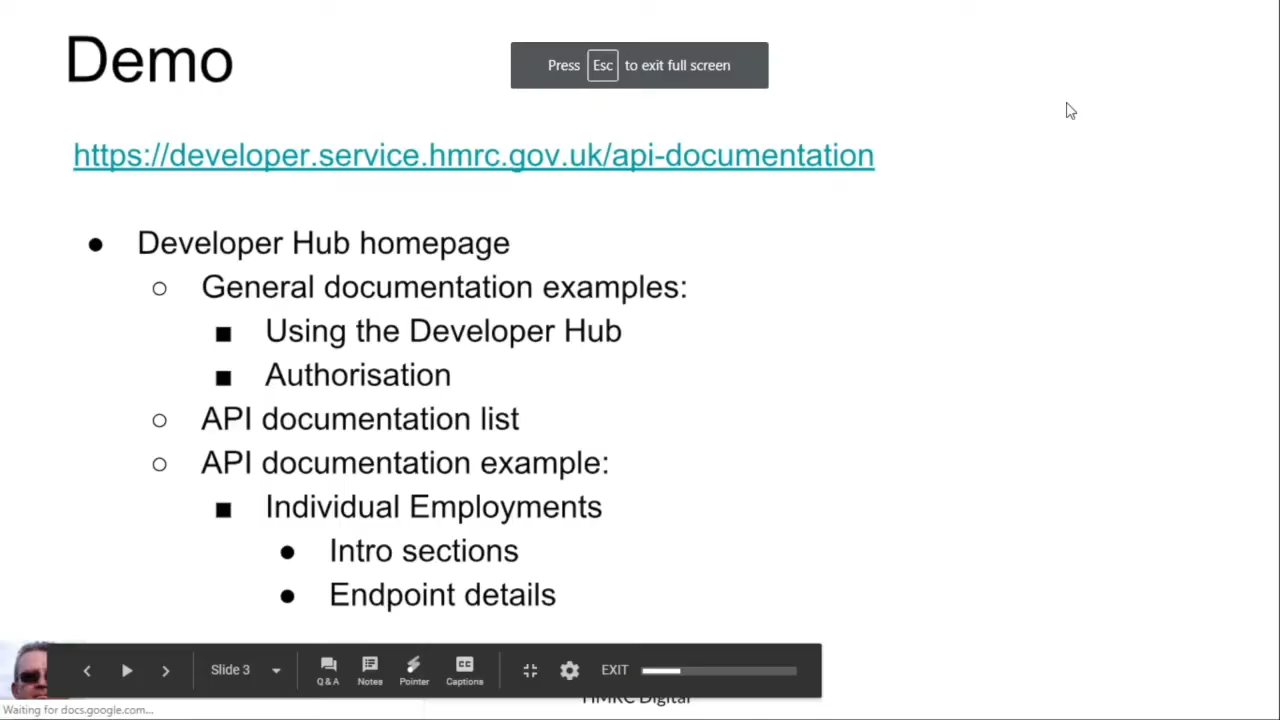 Demo
Press Esc to exit full screen
https://developer.service.hmrc.gov.uk/api-documentation
● Developer Hub homepage
○ General documentation examples:
■ Using the Developer Hub
■ Authorisation
○ API documentation list
○ API documentation example:
■ Individual Employments
● Intro sections
● Endpoint details
Slide 3
Q & A
Notes
Pointer
CC
Captions
EXIT
HMRC Digital
Waiting for docs.google.com...